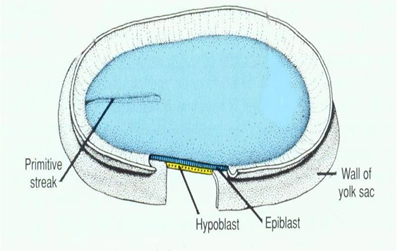 Primitive
streak
Hypoblast
Epiblast
Wall of
yolk sac